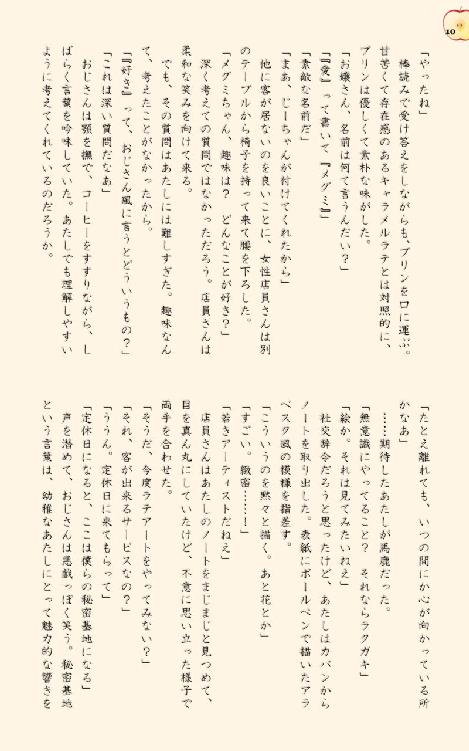 10
「やったね」
棒読みで受け答えをしながらも、プリンを口に運ぶ。
甘苦くて存在感のあるキャラメルラテとは対照的に、
プリンは優しくて素朴な味がした。
「お嬢さん、名前は何て言うんだい？」
「『愛』って書いて『メグミ』」
「素敵な名前だ」
「まあ、じーちゃんが付けてくれたから」
他に客が居ないのを良いことに、女性店員さんは別
のテーブルから椅子を持って来て腰を下ろした。
「メグミちゃん、趣味は？　どんなことが好き？」
深く考えての質問ではなかっただろう。店員さんは
柔和な笑みを向けて来る。
でも、その質問はあたしには難しすぎた。趣味なん
て、考えたことがなかったから。
「『好き』って、おじさん風に言うとどういうもの？」
「これは深い質問だなあ」
おじさんは顎を撫で、コーヒーをすすりながら、し
ばらく言葉を吟味していた。あたしでも理解しやすい
ように考えてくれているのだろうか。
「たとえ離れても、いつの間にか心が向かっている所
かなあ」
……期待したあたしが馬鹿だった。
「無意識にやってること？　それならラクガキ」
「絵か。それは見てみたいねえ」
社交辞令だろうと思ったけど、あたしはカバンから
ノートを取り出した。表紙にボールペンで描いたアラ
ベスク風の模様を指差す。
「こういうのを黙々と描く。あと花とか」
「すごい。緻密……！」
「若きアーティストだねえ」
店員さんはあたしのノートをまじまじと見つめて、
目を真ん丸にしていたけど、不意に思い立った様子で
両手を合わせた。
「そうだ、今度ラテアートをやってみない？」
「それ、客が出来るサービスなの？」
「ううん。定休日に来てもらって」
「定休日になると、ここは僕らの秘密基地になる」
声を潜めて、おじさんは悪戯っぽく笑う。秘密基地
という言葉は、幼稚なあたしにとって魅力的な響きを